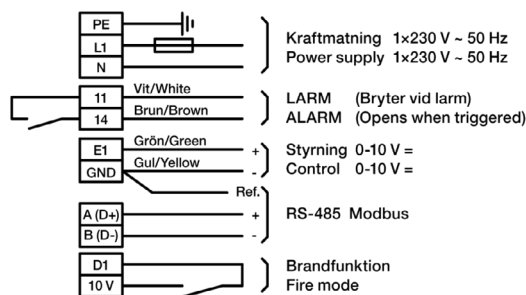 PE
L1
N
Kraftmatning 1×230 V ~ 50 Hz
Power supply 1×230 V ~ 50 Hz
11 Vit/White
14 Brun/Brown
LARM (Bryter vid larm)
ALARM (Opens when triggered)
E1 Grön/Green +
GND Gul/Yellow -
Styrning 0-10 V =
Control 0-10 V =
Ref.
A (D+) +
B (D-) -
RS-485 Modbus
D1
10 V
Brandfunktion
Fire mode